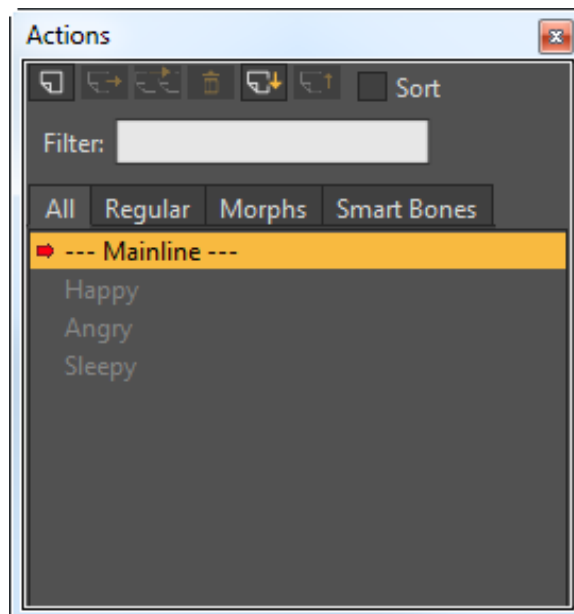 Actions
Sort
Filter:
All Regular Morphs Smart Bones
--- Mainline ---
Happy
Angry
Sleepy